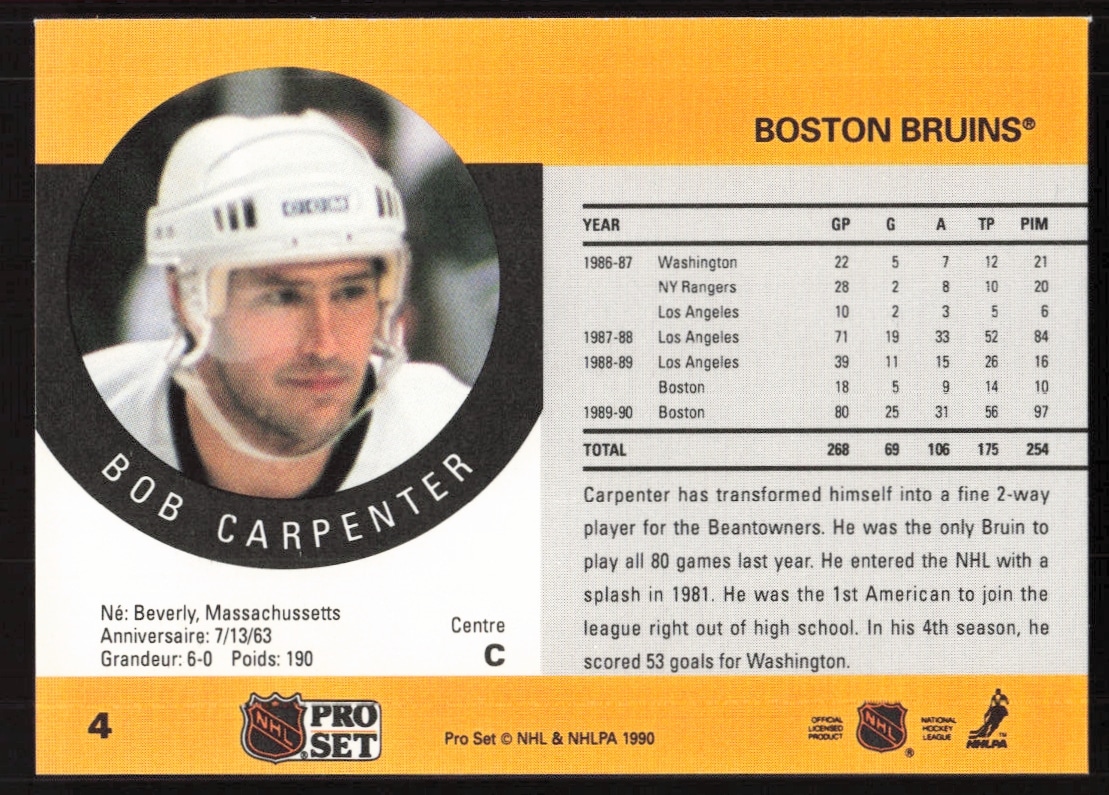 BOSTON BRUINS®
BOB CARPENTER
Né: Beverly, Massachussetts
Anniversaire: 7/13/63
Grandeur: 6-0 Poids: 190
Centre
C
YEAR GP G A TP PIM
1986-87 Washington 22 5 7 12 21
NY Rangers 28 2 8 10 20
Los Angeles 10 2 3 5 6
1987-88 Los Angeles 71 19 33 52 84
1988-89 Los Angeles 39 11 15 26 16
Boston 18 5 9 14 10
1989-90 Boston 80 25 31 56 97
TOTAL 268 69 106 175 254
Carpenter has transformed himself into a fine 2-way
player for the Beantowners. He was the only Bruin to
play all 80 games last year. He entered the NHL with a
splash in 1981. He was the 1st American to join the
league right out of high school. In his 4th season, he
scored 53 goals for Washington.
4
NHL
PRO
SET
Pro Set © NHL & NHLPA 1990
OFFICIAL
LICENSED
PRODUCT
NHL
®
NATIONAL
HOCKEY
LEAGUE
NHLPA